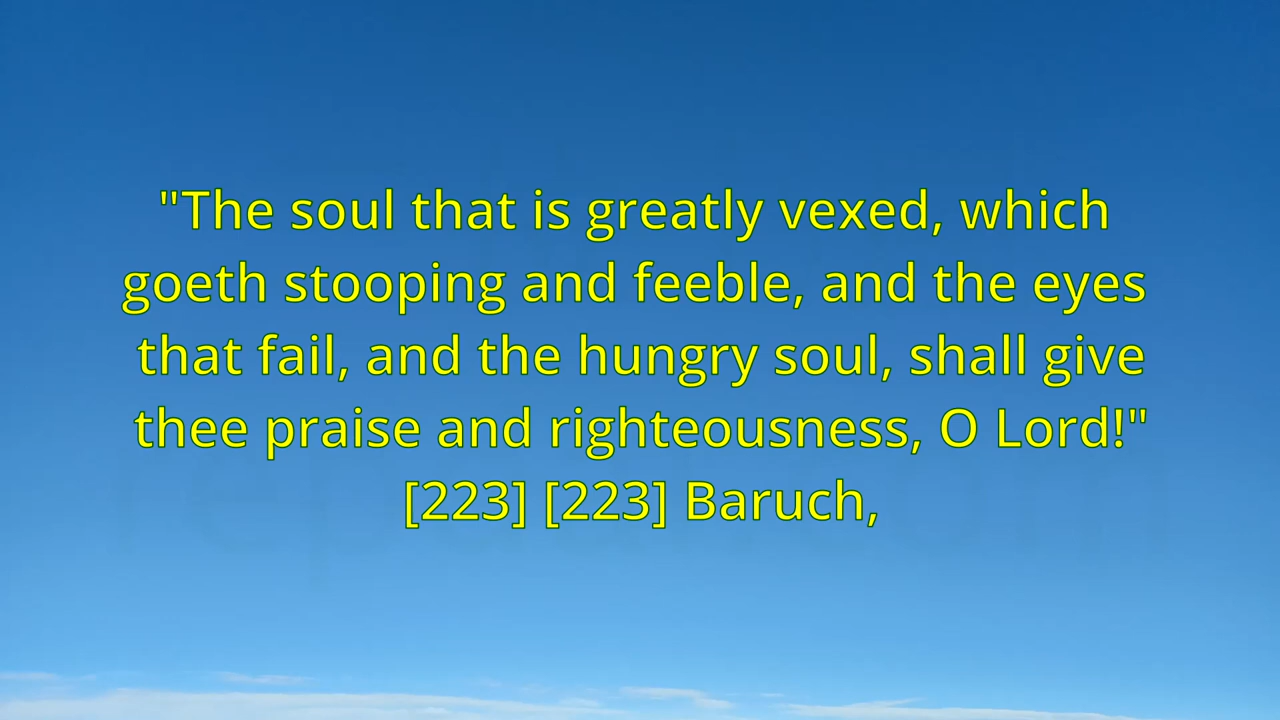 "The soul that is greatly vexed, which
goeth stooping and feeble, and the eyes
that fail, and the hungry soul, shall give
thee praise and righteousness, O Lord!"
[223] [223] Baruch,